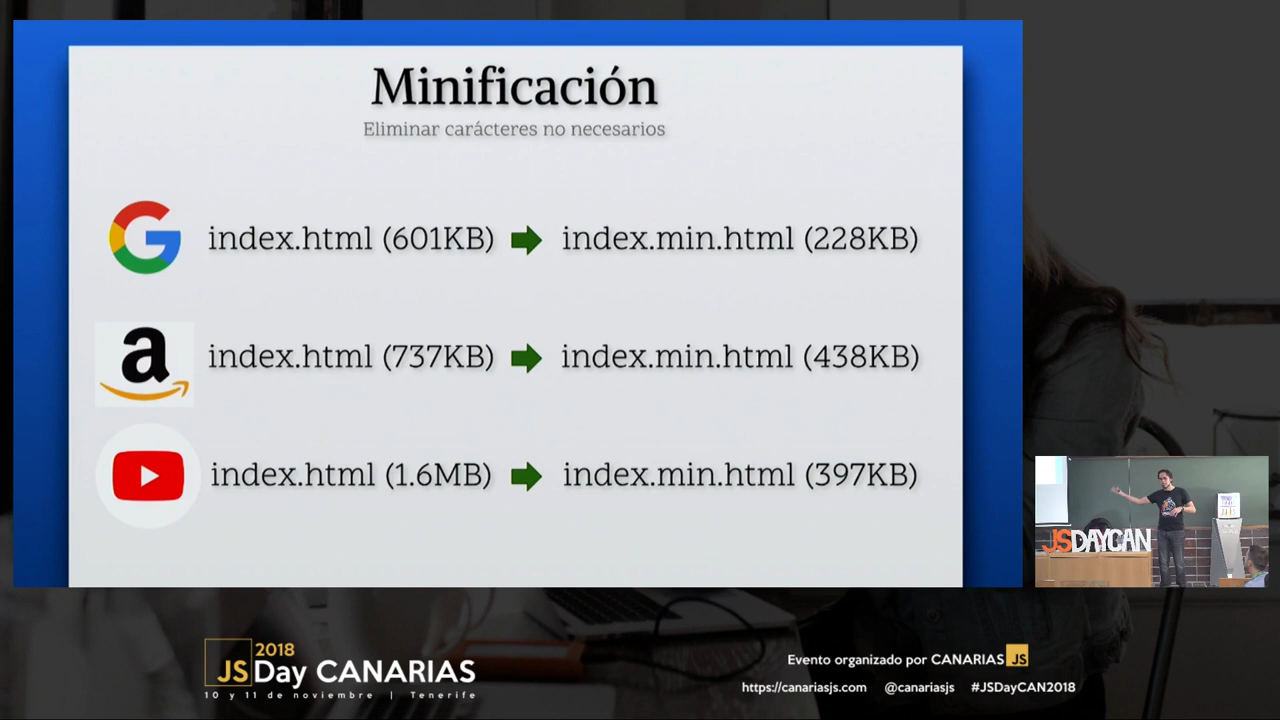 Minificación
Eliminar carácteres no necesarios
index.html (601KB) index.min.html (228KB)
index.html (737KB) index.min.html (438KB)
index.html (1.6MB) index.min.html (397KB)
JSDAYCAN
2018
JSDay CANARIAS
10 y 11 de noviembre | Tenerife
Evento organizado por CANARIAS JS
https://canariasjs.com @canariasjs #JSDayCAN2018